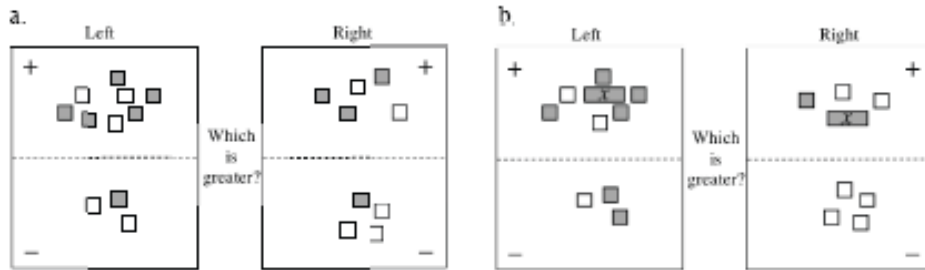 a.
Left
Right
+
+
Which
is
greater?
−
−
b.
Left
Right
+
+
x
x
Which
is
greater?
−
−